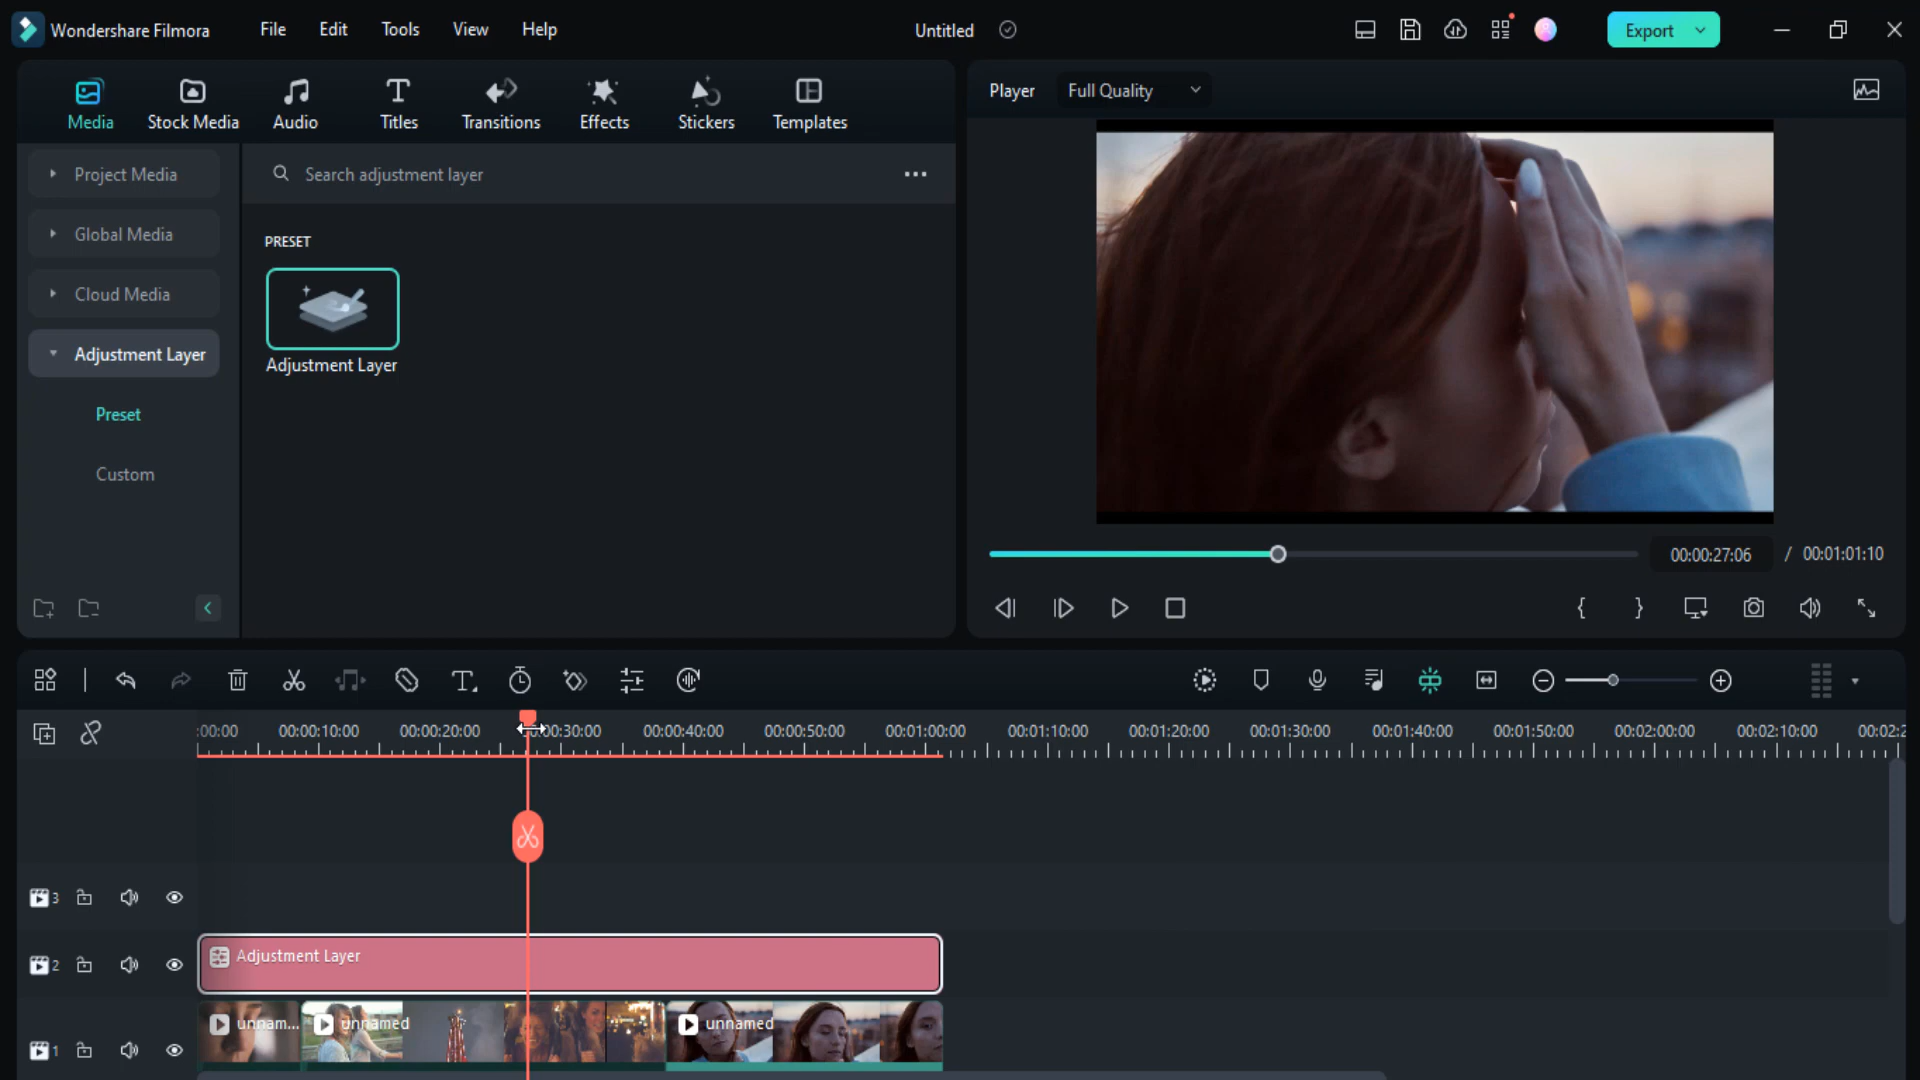 Wondershare Filmora File Edit Tools View Help Untitled Export
Media Stock Media Audio Titles Transitions Effects Stickers Templates
Player Full Quality
Project Media
Global Media
Cloud Media
Adjustment Layer
Preset
Custom
Search adjustment layer
PRESET
Adjustment Layer
00:00:27:06 / 00:01:01:10
:00:00 00:00:10:00 00:00:20:00 00:00:30:00 00:00:40:00 00:00:50:00 00:01:00:00 00:01:10:00 00:01:20:00 00:01:30:00 00:01:40:00 00:01:50:00 00:02:00:00 00:02:10:00 00:02:2
3
2 Adjustment Layer
unnam... unnamed unnamed
1